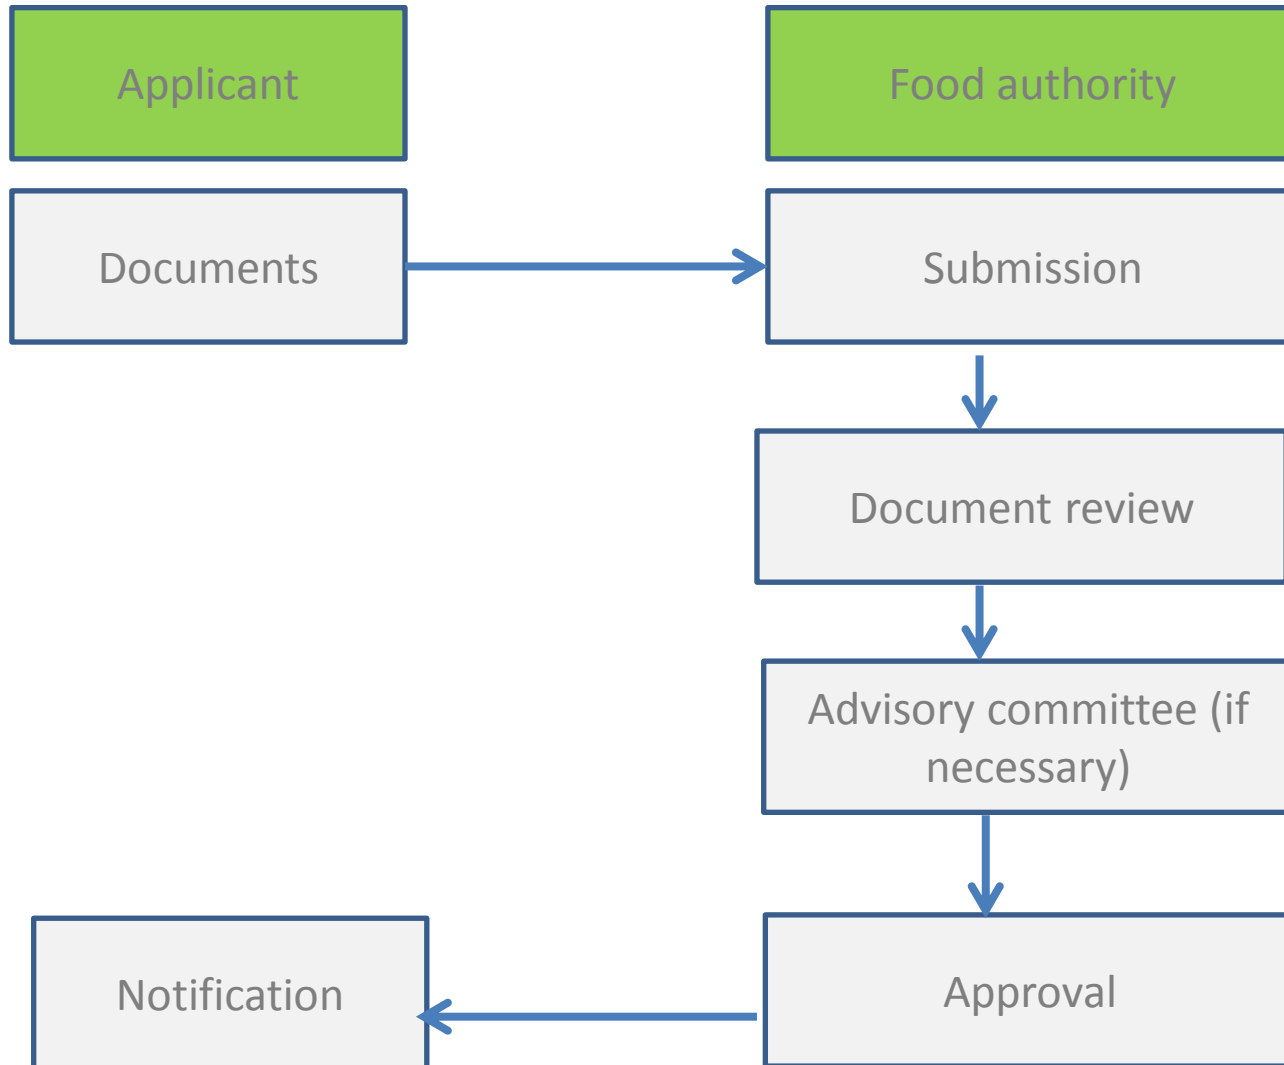 Applicant
Food authority
Documents
Submission
Document review
Advisory committee (if
necessary)
Notification
Approval